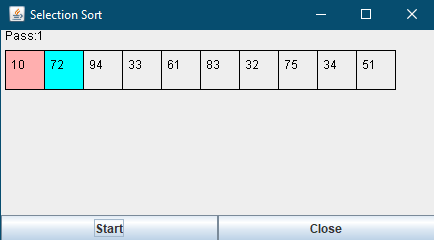 Selection Sort
Pass:1
10 72 94 33 61 83 32 75 34 51
Start Close